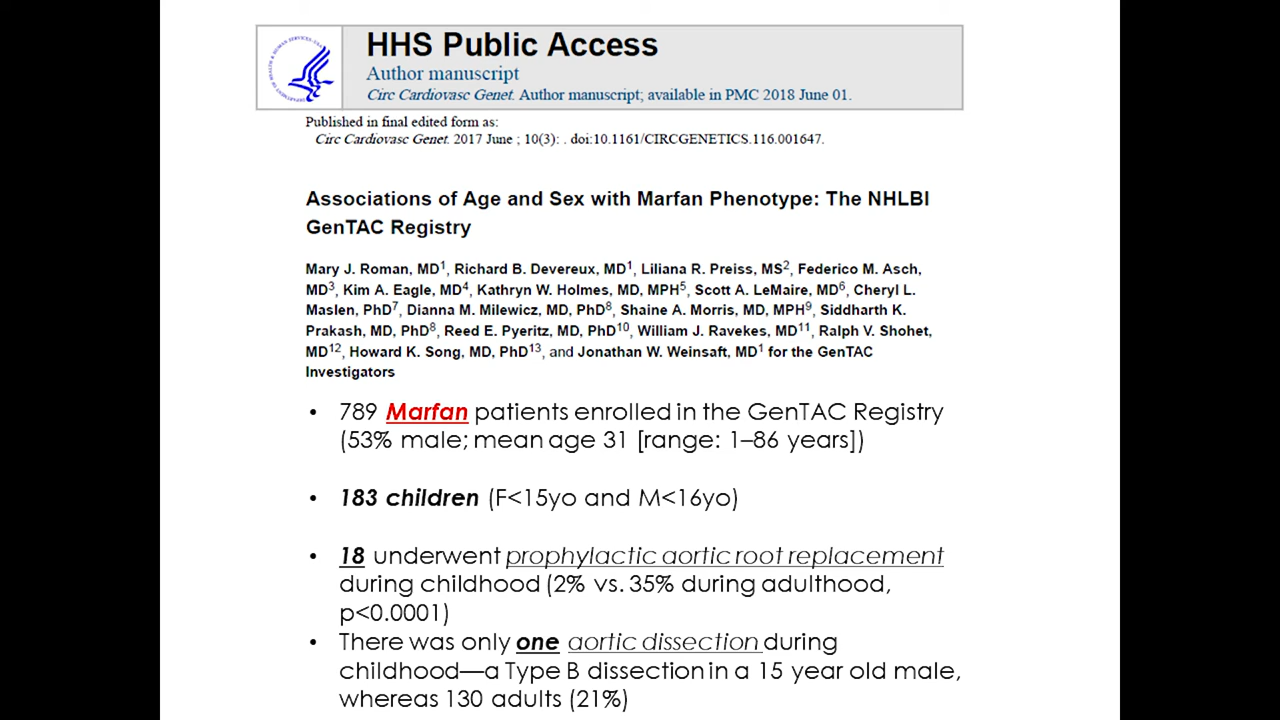 HHS Public Access
Author manuscript
Circ Cardiovasc Genet. Author manuscript; available in PMC 2018 June 01.
Published in final edited form as:
Circ Cardiovasc Genet. 2017 June ; 10(3): . doi:10.1161/CIRCGENETICS.116.001647.
Associations of Age and Sex with Marfan Phenotype: The NHLBI
GenTAC Registry
Mary J. Roman, MD1, Richard B. Devereux, MD1, Liliana R. Preiss, MS2, Federico M. Asch,
MD3, Kim A. Eagle, MD4, Kathryn W. Holmes, MD, MPH5, Scott A. LeMaire, MD6, Cheryl L.
Maslen, PhD7, Dianna M. Milewicz, MD, PhD8, Shaine A. Morris, MD, MPH9, Siddharth K.
Prakash, MD, PhD8, Reed E. Pyeritz, MD, PhD10, William J. Ravekes, MD11, Ralph V. Shohet,
MD12, Howard K. Song, MD, PhD13, and Jonathan W. Weinsaft, MD1 for the GenTAC
Investigators
• 789 Marfan patients enrolled in the GenTAC Registry
(53% male; mean age 31 [range: 1–86 years])
• 183 children (F<15yo and M<16yo)
• 18 underwent prophylactic aortic root replacement
during childhood (2% vs. 35% during adulthood,
p<0.0001)
• There was only one aortic dissection during
childhood—a Type B dissection in a 15 year old male,
whereas 130 adults (21%)